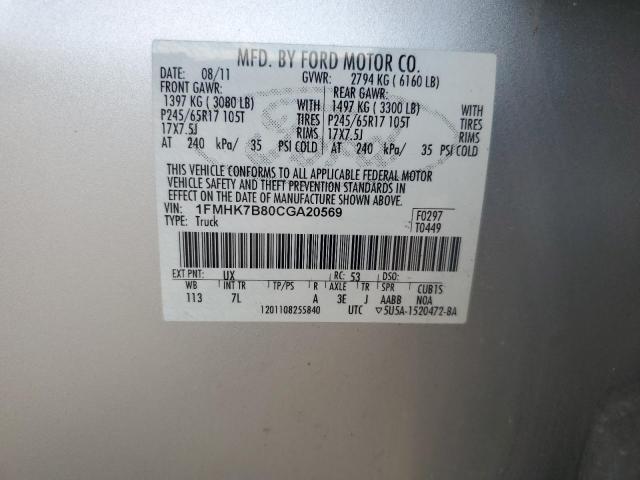 MFD. BY FORD MOTOR CO.
DATE: 08/11 GVWR: 2794 KG ( 6160 LB)
FRONT GAWR: REAR GAWR:
1397 KG ( 3080 LB) 1497 KG ( 3300 LB) WITH
P245/65R17 105T TIRES P245/65R17 105T TIRES
17X7.5J RIMS 17X7.5J RIMS
AT 240 kPa/ 35 PSI COLD AT 240 kPa/ 35 PSI COLD
THIS VEHICLE CONFORMS TO ALL APPLICABLE FEDERAL MOTOR
VEHICLE SAFETY AND THEFT PREVENTION STANDARDS IN
EFFECT ON THE DATE OF MANUFACTURE SHOWN ABOVE.
VIN: 1FMHK7B80CGA20569 F0297
TYPE: Truck T0449
EXT PNT: UX RC: 53 DSO:
WB INT TR TP/PS R AXLE TR SPR CUBTS
113 7L A 3E J AABB NOA
1201108255840 UTC ▽5U5A-1520472-BA
Ford